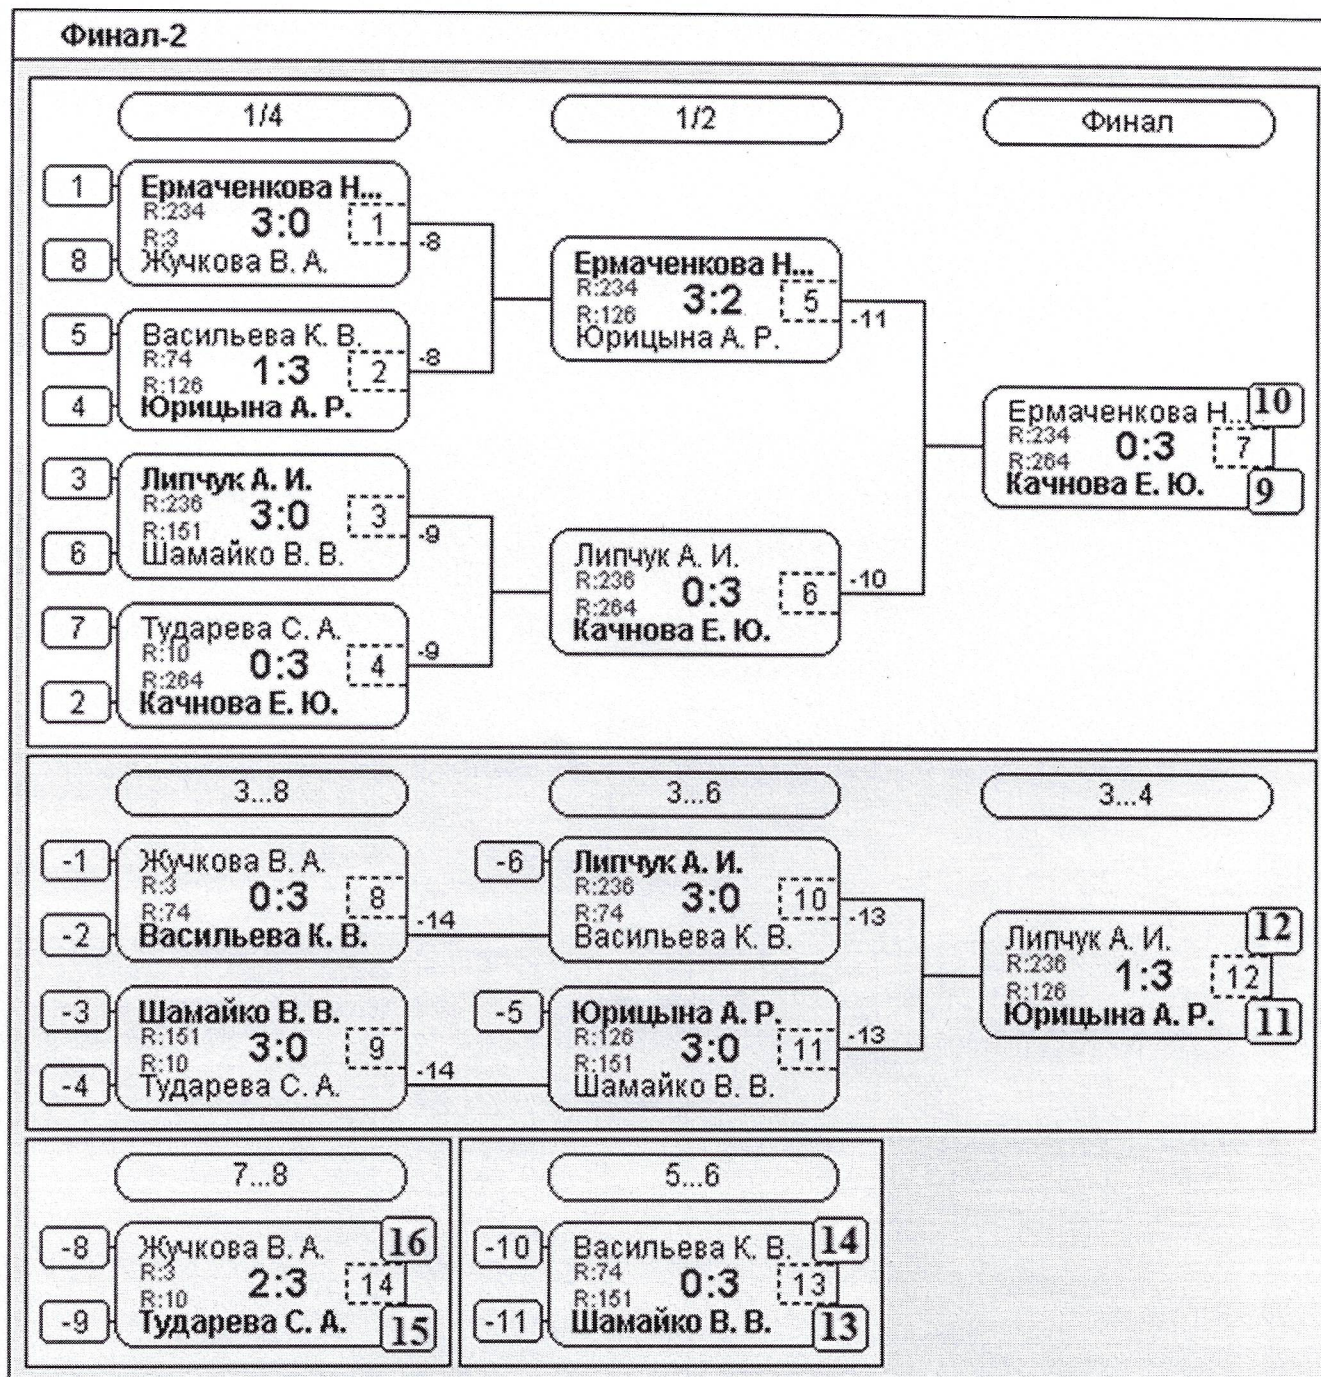 Финал-2
1/4
1/2
Финал
1
Ермаченкова Н...
R:234
3:0
1
R:3
8
Жучкова В. А.
-8
5
Васильева К. В.
R:74
1:3
2
R:126
4
Юрицына А. Р.
-8
3
Липчук А. И.
R:236
3:0
3
R:151
6
Шамайко В. В.
-9
7
Тударева С. А.
R:10
0:3
4
R:264
2
Качнова Е. Ю.
-9
Ермаченкова Н...
R:234
3:2
5
R:126
Юрицына А. Р.
-11
Липчук А. И.
R:236
0:3
6
R:264
Качнова Е. Ю.
-10
Ермаченкова Н...
10
R:234
0:3
7
R:264
Качнова Е. Ю.
9
3...8
3...6
3...4
-1
Жучкова В. А.
R:3
0:3
8
R:74
-2
Васильева К. В.
-14
-3
Шамайко В. В.
R:151
3:0
9
R:10
-4
Тударева С. А.
-14
-6
Липчук А. И.
R:236
3:0
10
R:74
Васильева К. В.
-13
-5
Юрицына А. Р.
R:126
3:0
11
R:151
Шамайко В. В.
-13
Липчук А. И.
12
R:236
1:3
12
R:126
Юрицына А. Р.
11
7...8
-8
Жучкова В. А.
16
R:3
2:3
14
R:10
-9
Тударева С. А.
15
5...6
-10
Васильева К. В.
14
R:74
0:3
13
R:151
-11
Шамайко В. В.
13